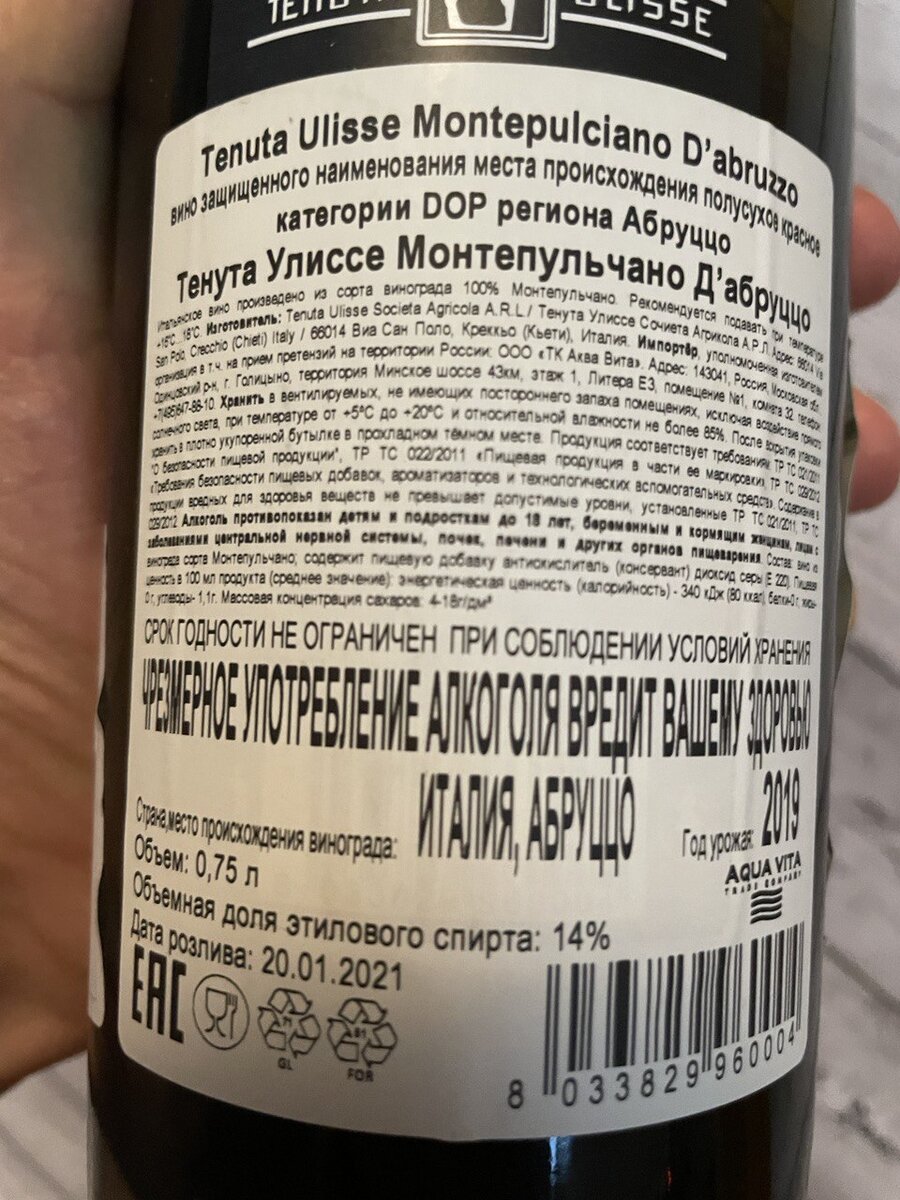 ULISSE
Tenuta Ulisse Montepulciano D'abruzzo
вино защищенного наименования места происхождения полусухое красное
категории DOP региона Абруццо
Тенута Улиссе Монтепульчано Д'абруццо
Итальянское вино произведено из сорта винограда 100% Монтепульчано. Рекомендуется подавать при температуре
+16°C...18°C. Изготовитель: Tenuta Ulisse Societa Agricola A.R.L / Тенута Улиссе Сочиета Агрикола А.Р.Л. Адрес: 66014 Via
San Polo, Crecchio (Chieti) Italy / 66014 Виа Сан Поло, Креккьо (Кьети), Италия. Импортёр, уполномоченная изготовителем
организация в т.ч. на прием претензий на территории России: ООО «ТК Аква Вита». Адрес: 143041, Россия, Московская обл.
Одинцовский р-н, г. Голицыно, территория Минское шоссе 43км, этаж 1, Литера Е3, помещение №1, комната 32, телефон
+7(495)647-88-10. Хранить в вентилируемых, не имеющих постороннего запаха помещениях, исключая воздействие прямого
солнечного света, при температуре от +5°C до +20°C и относительной влажности не более 85%. После вскрытия упаковки
хранить в плотно укупоренной бутылке в прохладном тёмном месте. Продукция соответствует требованиям ТР ТС 021/2011
"О безопасности пищевой продукции", ТР ТС 022/2011 «Пищевая продукция в части ее маркировки», ТР ТС 029/2012
«Требования безопасности пищевых добавок, ароматизаторов и технологических вспомогательных средств». Содержание в
продукции вредных для здоровья веществ не превышает допустимые уровни, установленные ТР ТС 021/2011, ТР ТС
029/2012. Алкоголь противопоказан детям и подросткам до 18 лет, беременным и кормящим женщинам, лицам с
заболеваниями центральной нервной системы, почек, печени и других органов пищеварения. Состав: вино из
винограда сорта Монтепульчано; содержит пищевую добавку антиокислитель (консервант) диоксид серы (Е 220). Пищевая
ценность в 100 мл продукта (среднее значение): энергетическая ценность (калорийность) - 340 кДж (80 ккал), белки-0 г, жиры-
0 г, углеводы- 1,1г. Массовая концентрация сахаров: 4-18г/дм³
СРОК ГОДНОСТИ НЕ ОГРАНИЧЕН ПРИ СОБЛЮДЕНИИ УСЛОВИЙ ХРАНЕНИЯ
ЧРЕЗМЕРНОЕ УПОТРЕБЛЕНИЕ АЛКОГОЛЯ ВРЕДИТ ВАШЕМУ ЗДОРОВЬЮ
Страна,место происхождения винограда: ИТАЛИЯ, АБРУЦЦО Год урожая: 2019
Объем: 0,75 л
AQUA VITA
TRADE COMPANY
Объемная доля этилового спирта: 14%
Дата розлива: 20.01.2021
EAC
71
GL
81
FOR
8 033829 960004